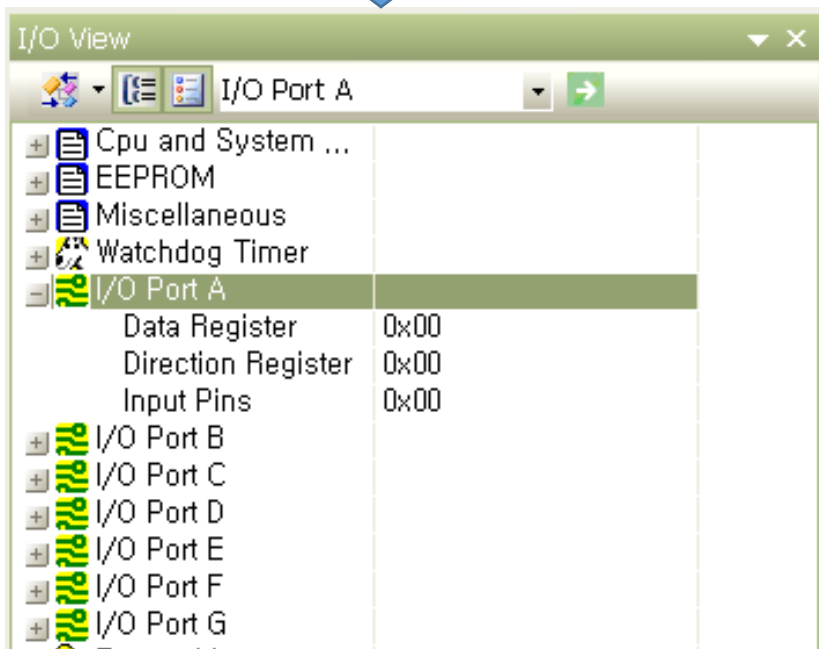 I/O View
I/O Port A
Cpu and System ...
EEPROM
Miscellaneous
Watchdog Timer
I/O Port A
Data Register 0x00
Direction Register 0x00
Input Pins 0x00
I/O Port B
I/O Port C
I/O Port D
I/O Port E
I/O Port F
I/O Port G